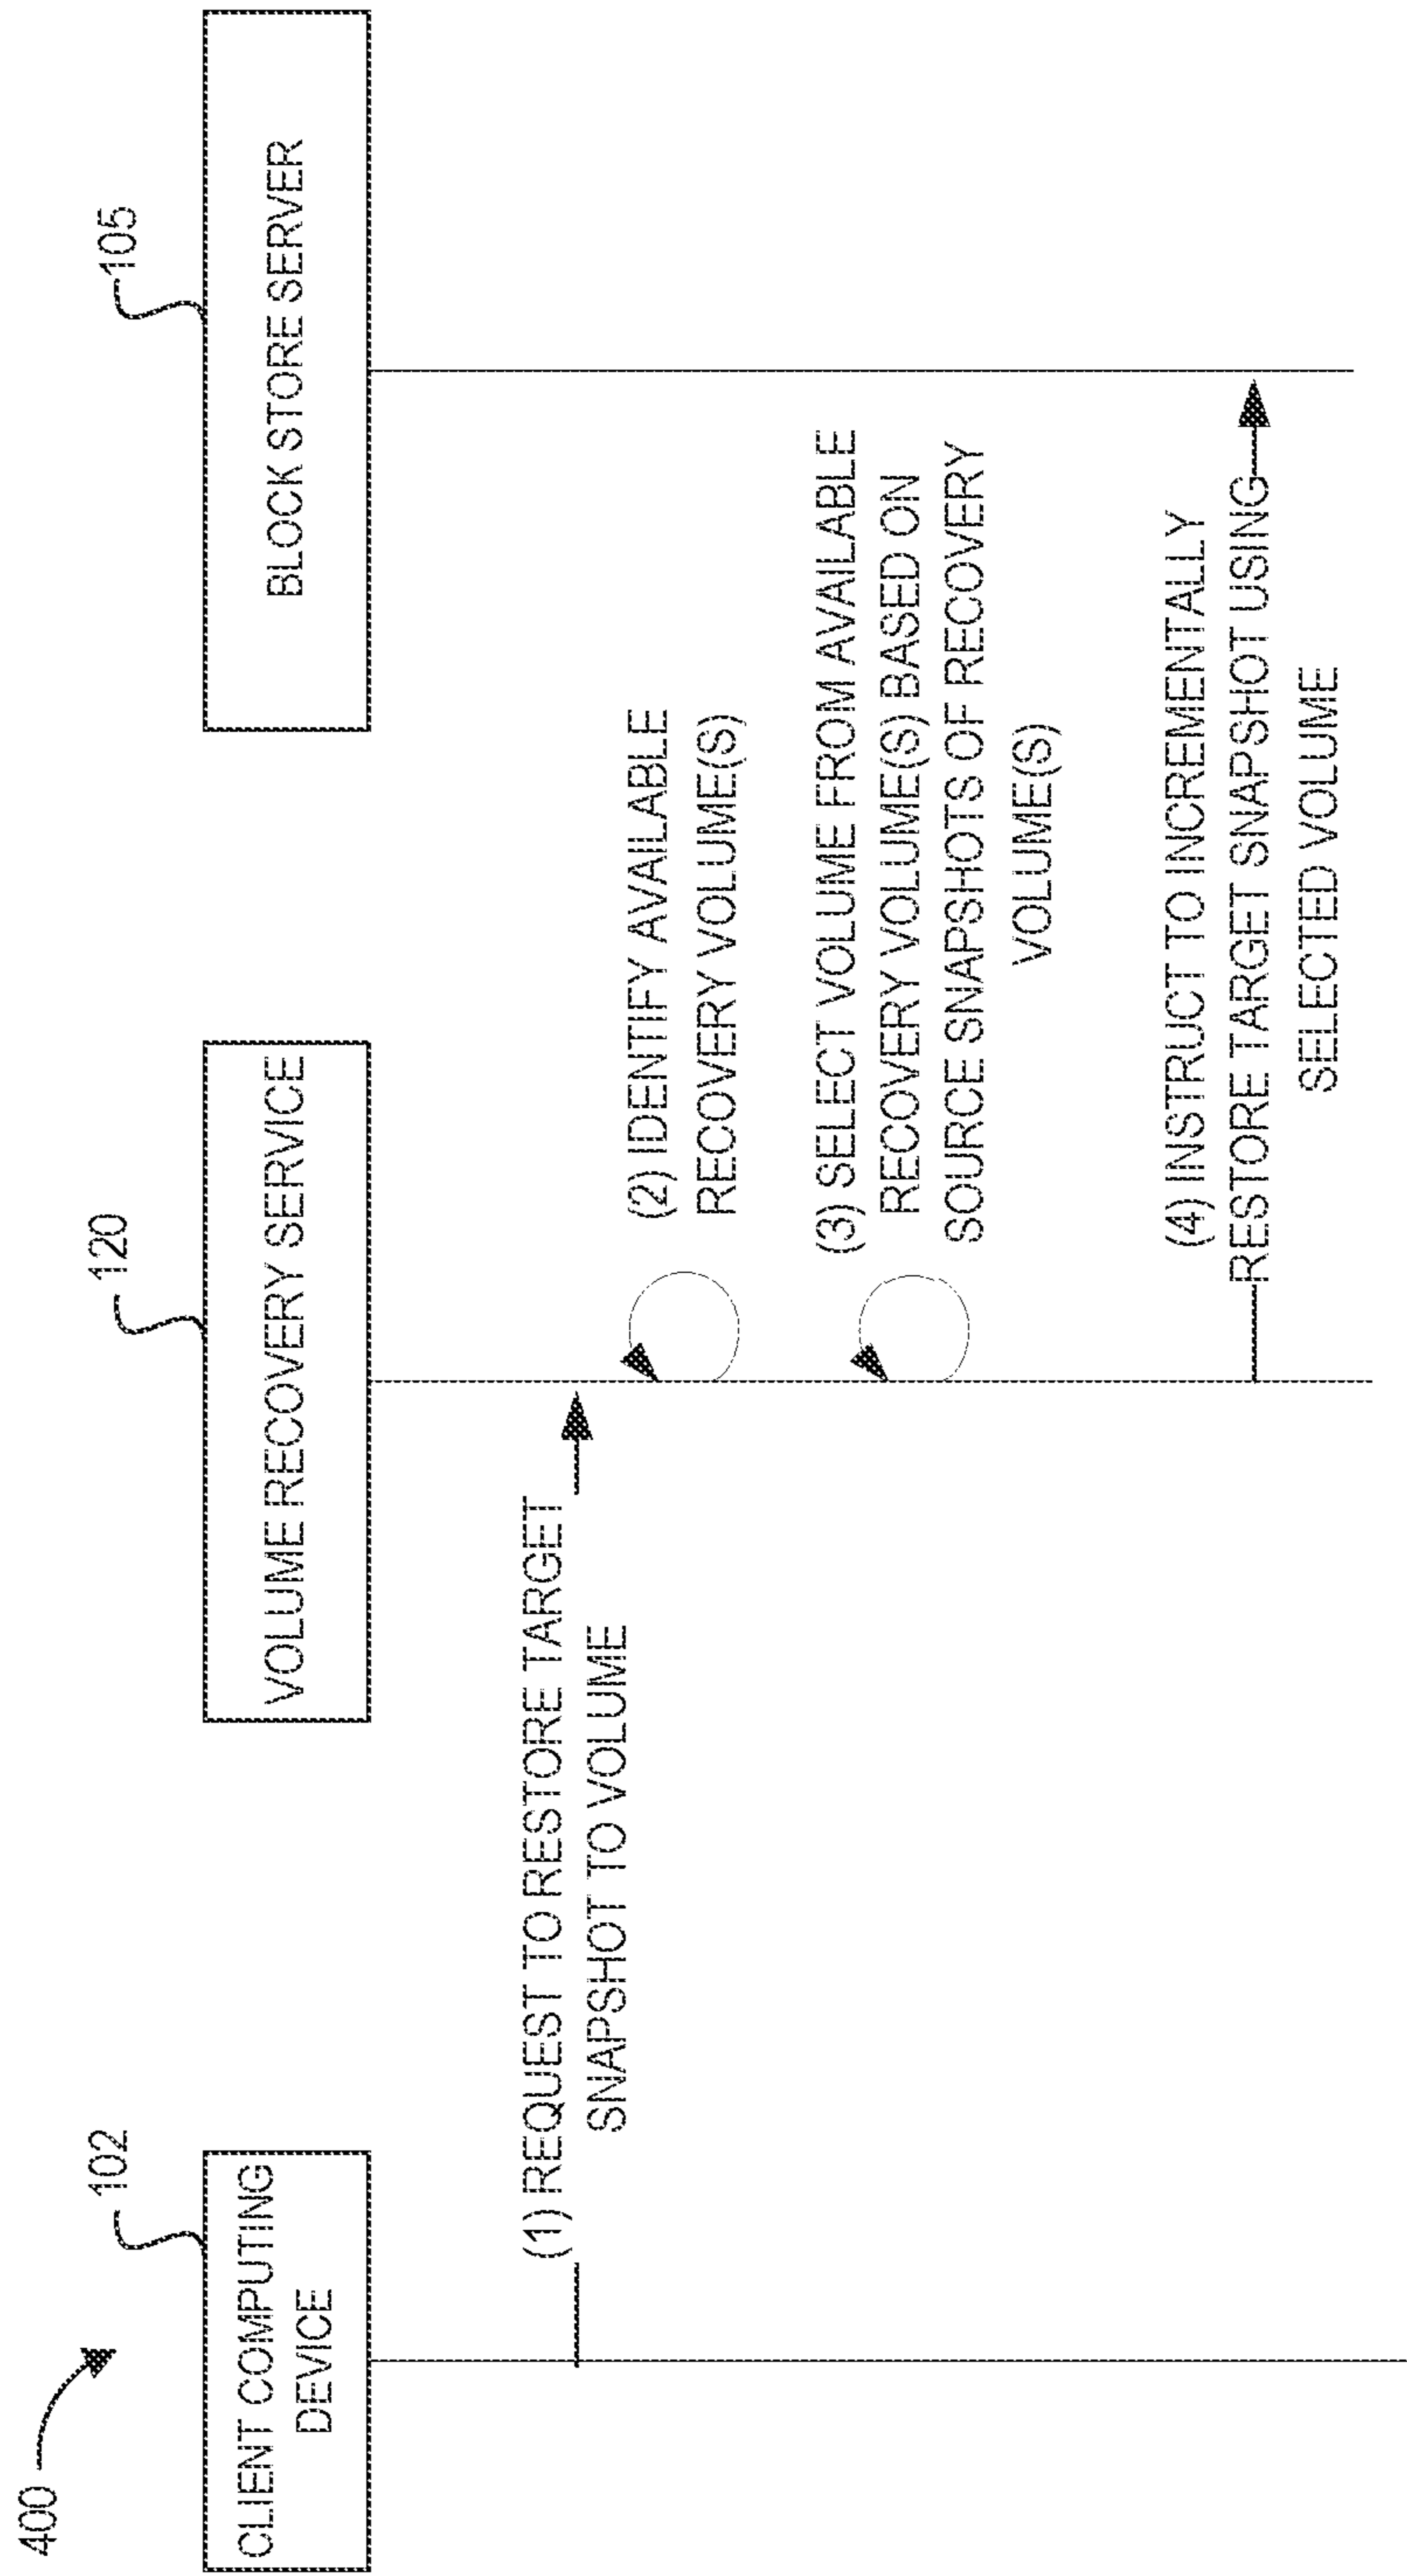 400
102
120
105
CLIENT COMPUTING
DEVICE
VOLUME RECOVERY SERVICE
BLOCK STORE SERVER
(1) REQUEST TO RESTORE TARGET
SNAPSHOT TO VOLUME
(2) IDENTIFY AVAILABLE
RECOVERY VOLUME(S)
(3) SELECT VOLUME FROM AVAILABLE
RECOVERY VOLUME(S) BASED ON
SOURCE SNAPSHOTS OF RECOVERY
VOLUME(S)
(4) INSTRUCT TO INCREMENTALLY
RESTORE TARGET SNAPSHOT USING
SELECTED VOLUME